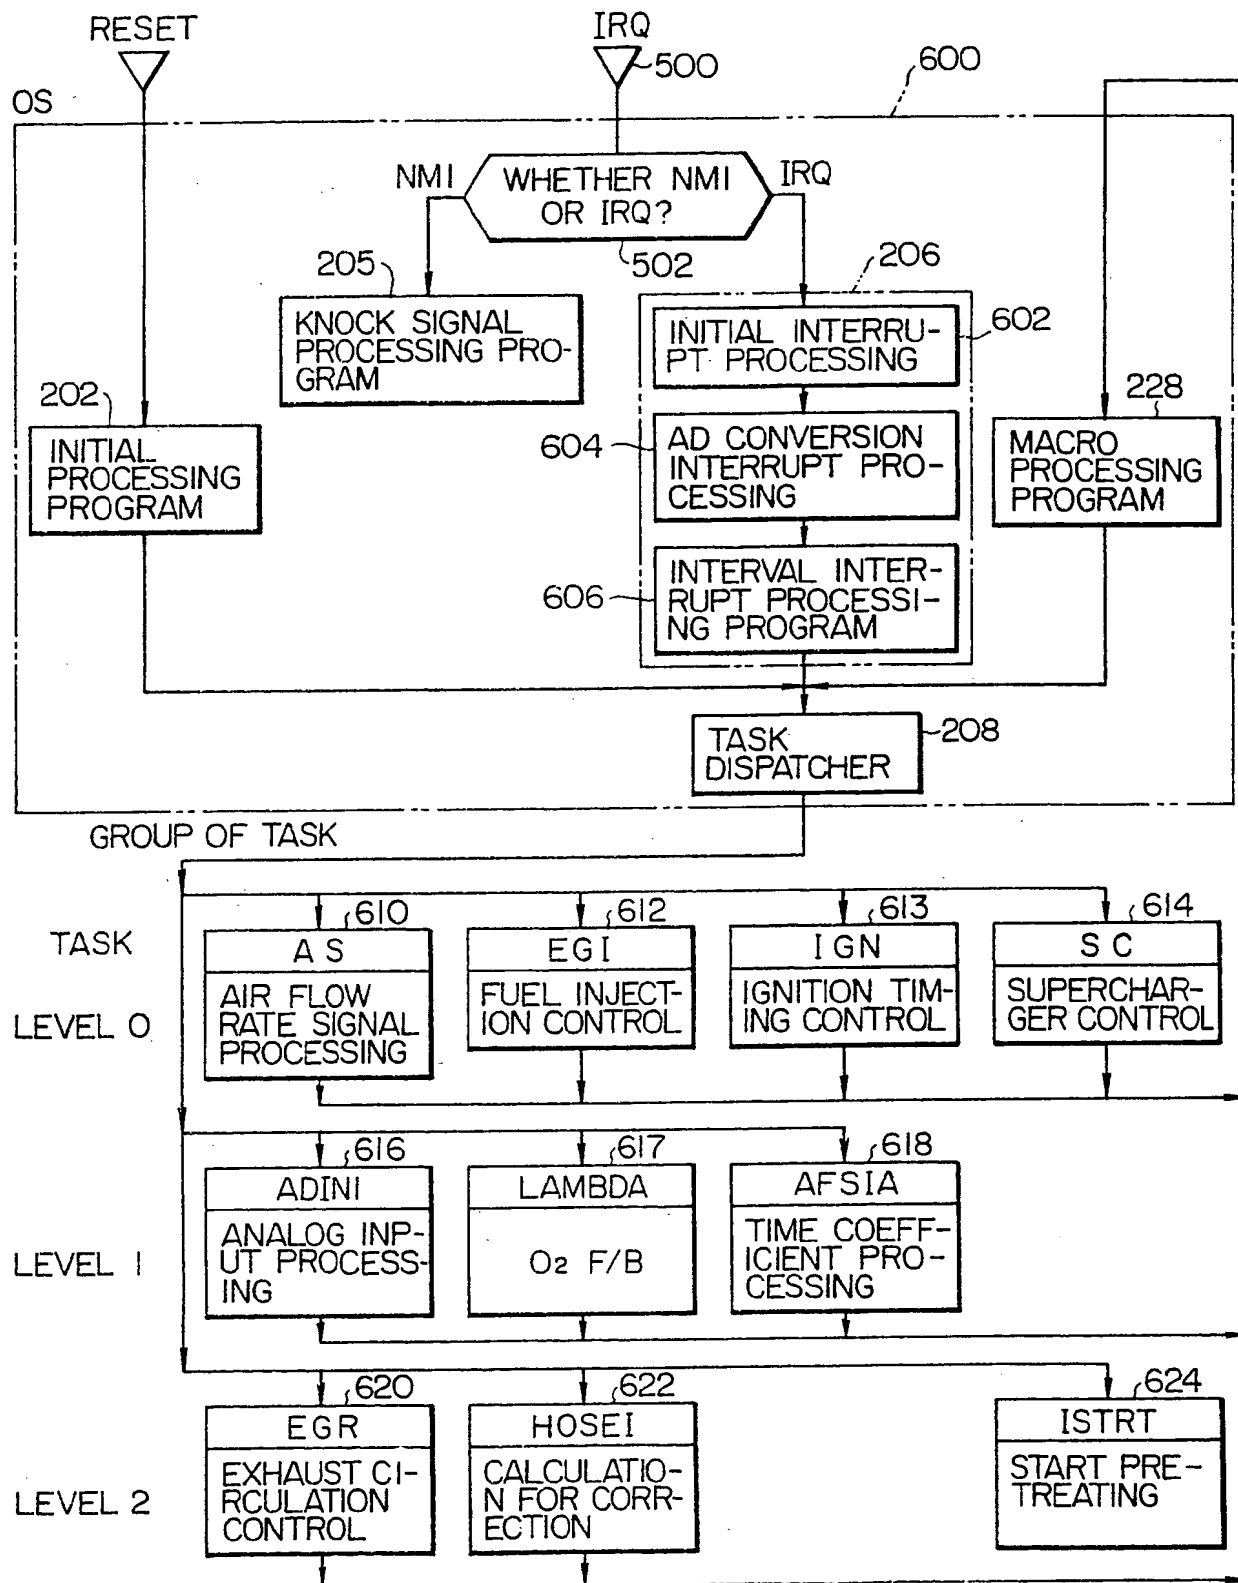 RESET
IRQ
500
600
OS
NMI
WHETHER NMI
OR IRQ?
IRQ
502
205
KNOCK SIGNAL
PROCESSING PRO-
GRAM
206
INITIAL INTERRU-
PT PROCESSING
602
202
INITIAL
PROCESSING
PROGRAM
604
AD CONVERSION
INTERRUPT PRO-
CESSING
228
MACRO
PROCESSING
PROGRAM
606
INTERVAL INTER-
RUPT PROCESSI-
NG PROGRAM
TASK
DISPATCHER
208
GROUP OF TASK
TASK
LEVEL 0
610
AS
AIR FLOW
RATE SIGNAL
PROCESSING
612
EGI
FUEL INJECT-
ION CONTROL
613
IGN
IGNITION TIM-
ING CONTROL
614
SC
SUPERCHAR-
GER CONTROL
LEVEL 1
616
ADINI
ANALOG INP-
UT PROCESS-
ING
617
LAMBDA
O2 F/B
618
AFSIA
TIME COEFF-
ICIENT PRO-
CESSING
LEVEL 2
620
EGR
EXHAUST CI-
RCULATION
CONTROL
622
HOSEI
CALCULATIO-
N FOR CORR-
ECTION
624
ISTRT
START PRE-
TREATING